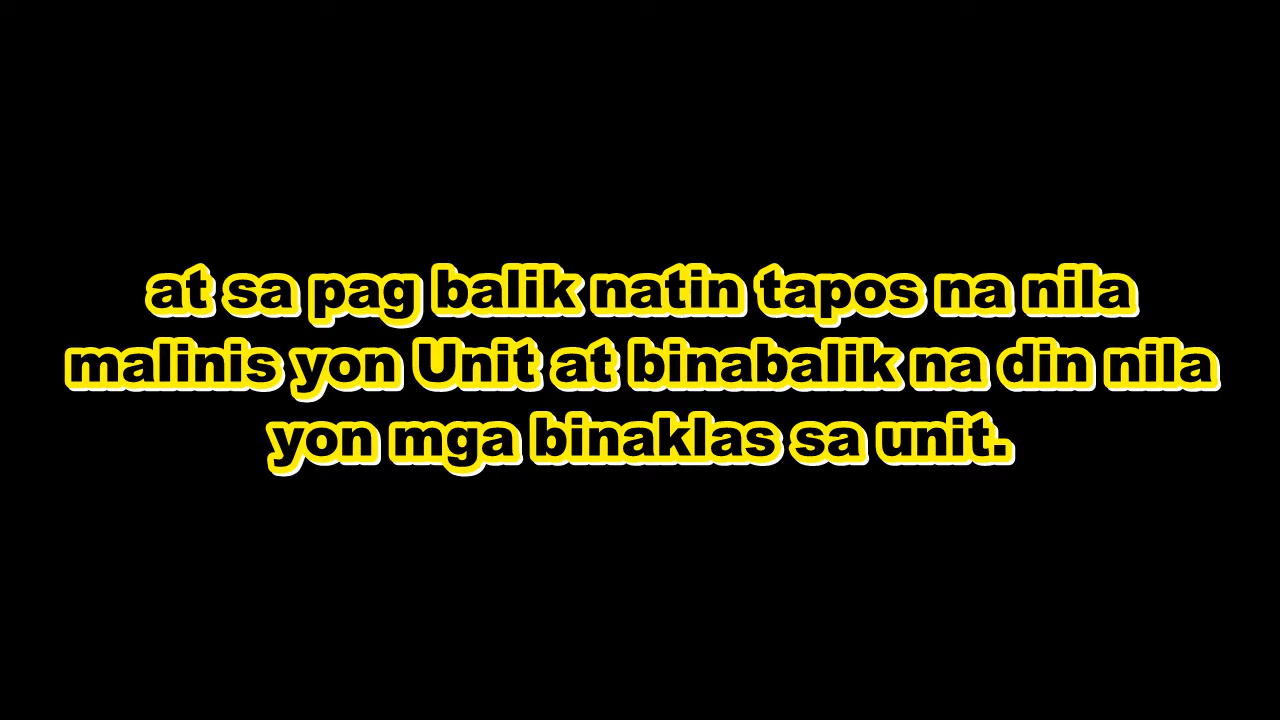 at sa pag balik natin tapos na nila
malinis yon Unit at binabalik na din nila
yon mga binaklas sa unit.